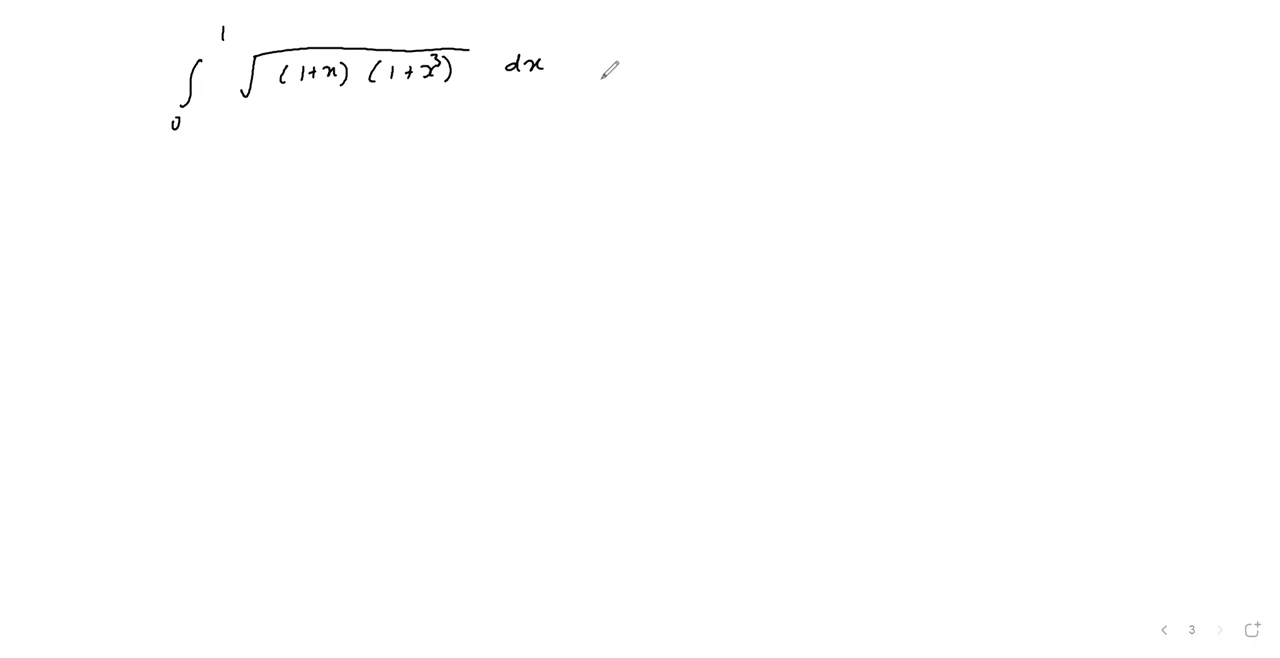 ∫₀¹ √((1+x) (1+x³)) dx
3